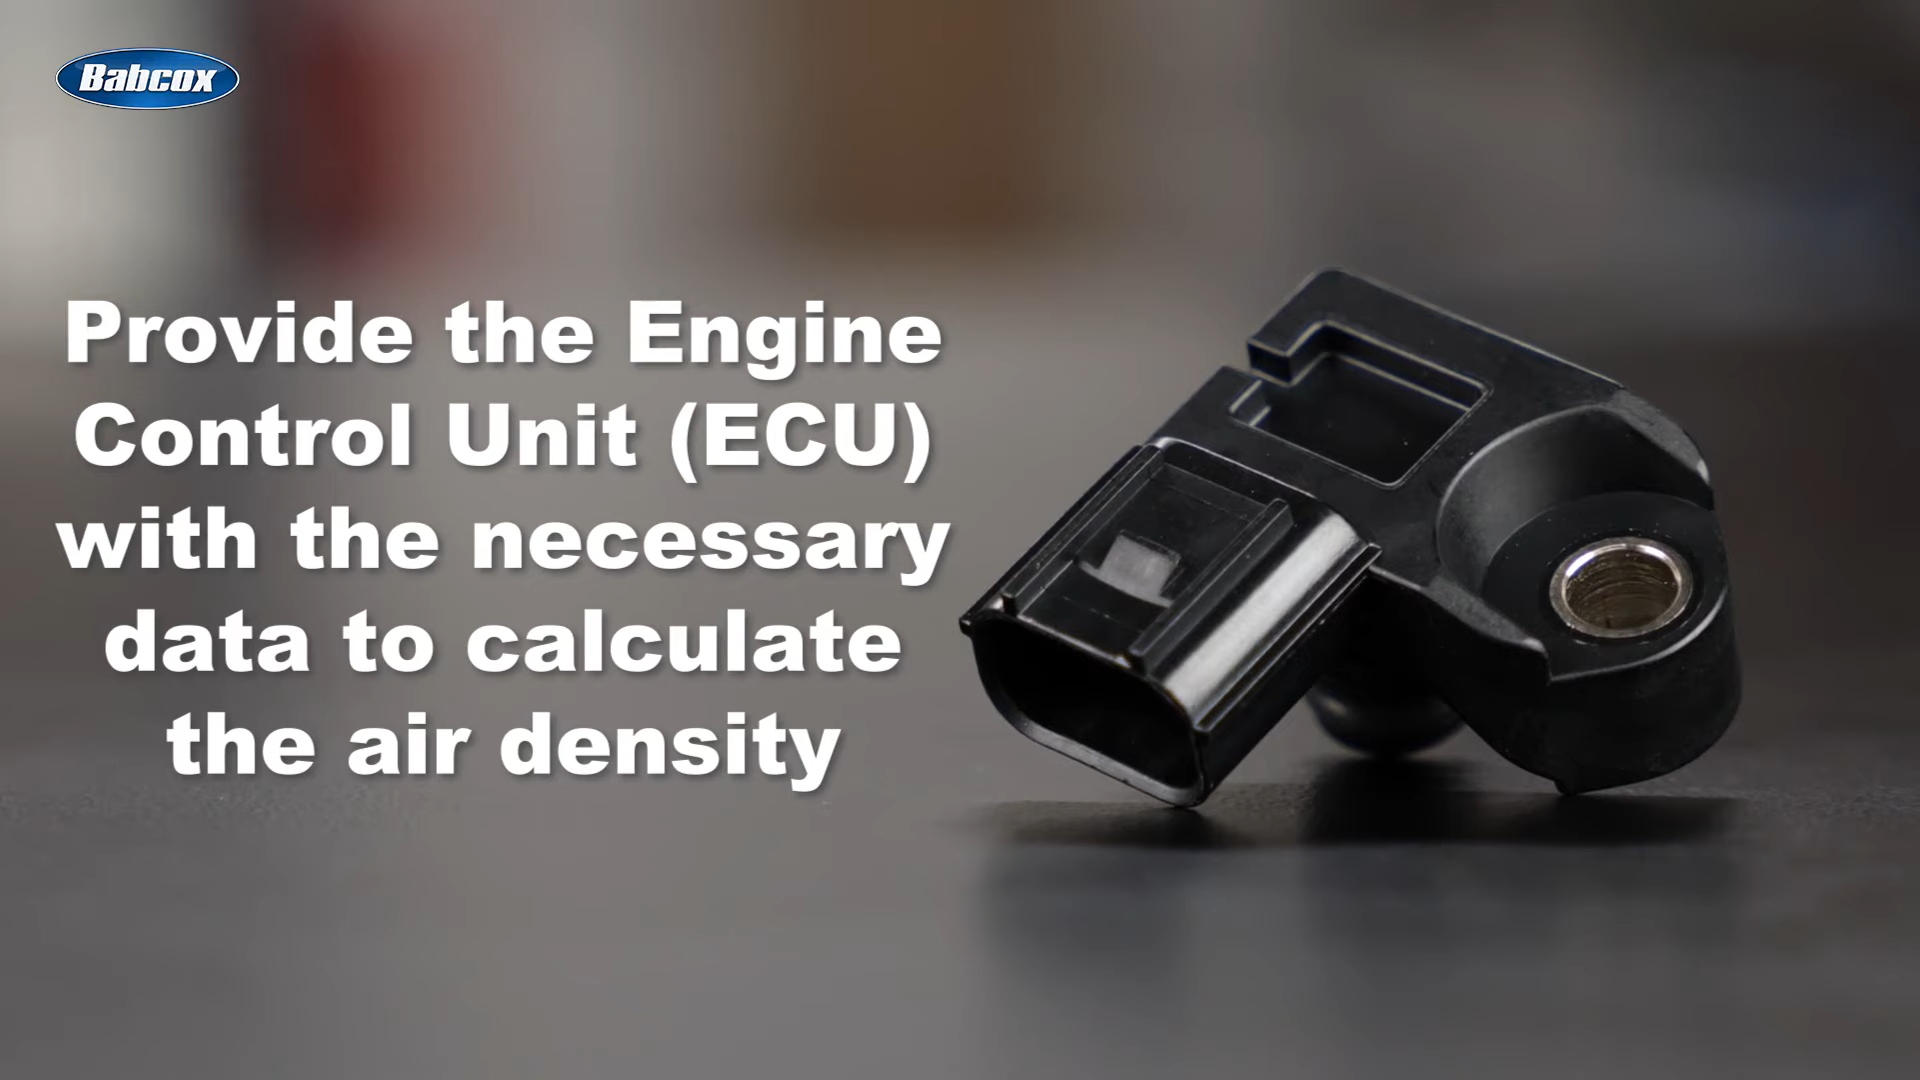 Babcox
Provide the Engine
Control Unit (ECU)
with the necessary
data to calculate
the air density